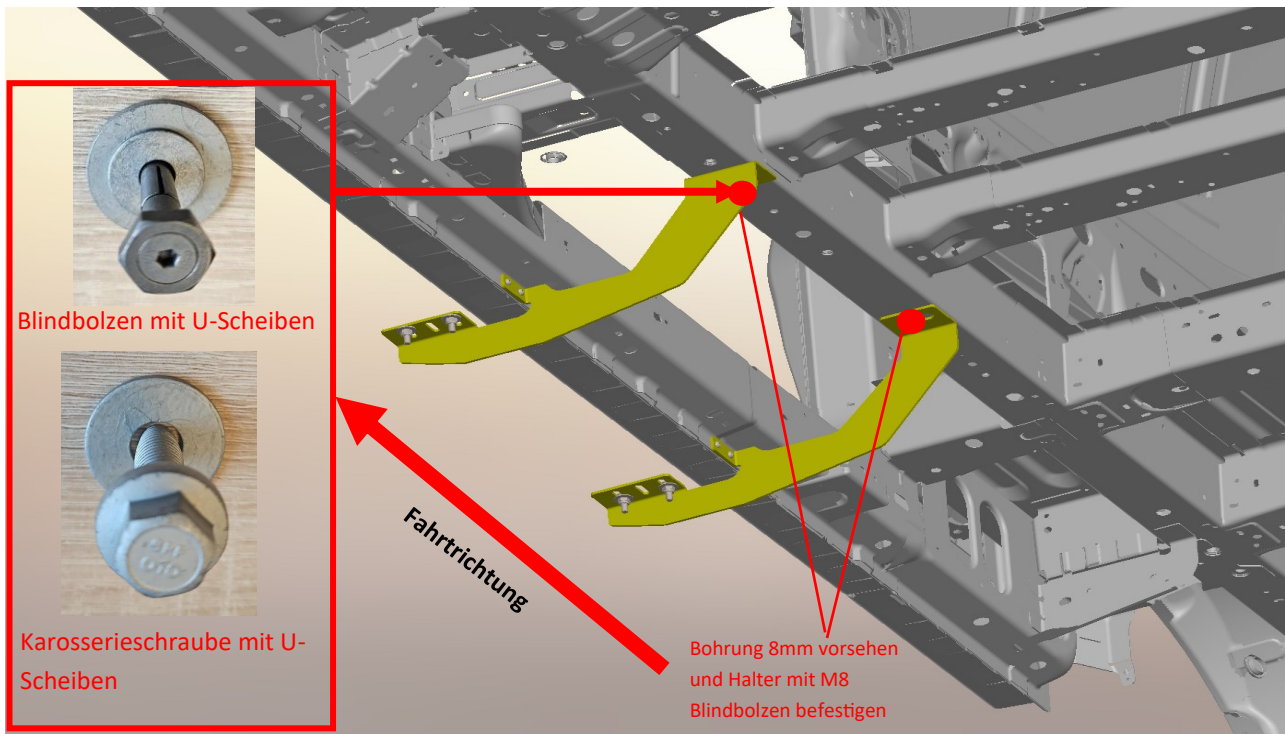 Blindbolzen mit U-Scheiben
Karosserieschraube mit U-
Scheiben
Fahrtrichtung
Bohrung 8mm vorsehen
und Halter mit M8
Blindbolzen befestigen